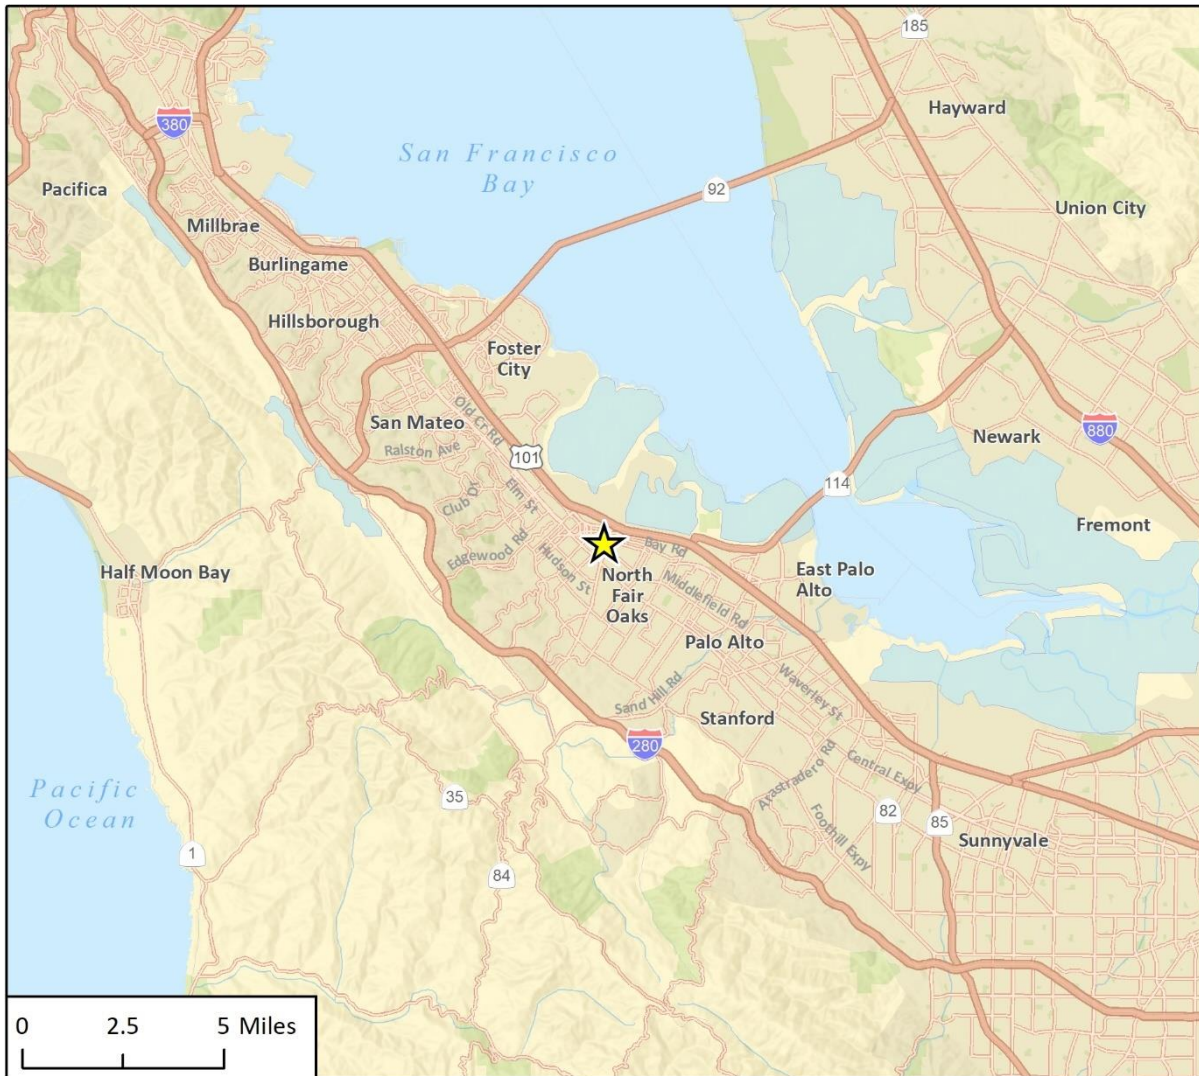 185
Hayward
380
San Francisco
Bay
Pacifica
92
Union City
Millbrae
Burlingame
Hillsborough
Foster
City
San Mateo
Old Cr Rd
Ralston Ave
101
880
Newark
114
Club Dr
Elm St
Fremont
Edgewood Rd
Hudson St
Bay Rd
Half Moon Bay
North
Fair
Oaks
Middlefield Rd
East Palo
Alto
Palo Alto
Sand Hill Rd
Waverley St
Stanford
280
Arastradero Rd
Central Expy
Pacific
Ocean
35
82
85
Foothill Expy
Sunnyvale
1
84
0 2.5 5 Miles